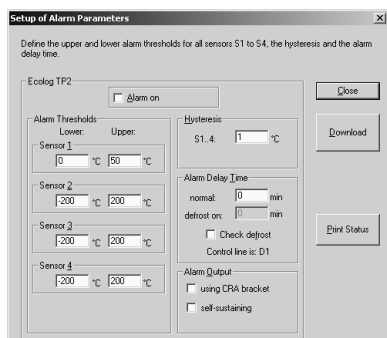 Setup of Alarm Parameters
Define the upper and lower alarm thresholds for all sensors S1 to S4, the hysteresis and the alarm
delay time.
Ecolog TP2
Alarm on
Close
Alarm Thresholds
Lower: Upper:
Sensor 1
0 °C 50 °C
Sensor 2
-200 °C 200 °C
Sensor 3
-200 °C 200 °C
Sensor 4
-200 °C 200 °C
Hysteresis
S1..4: 1 °C
Alarm Delay Time
normal: 0 min
defrost on: 0 min
Check defrost
Control line is: D1
Alarm Output
using CRA bracket
self-sustaining
Download
Print Status